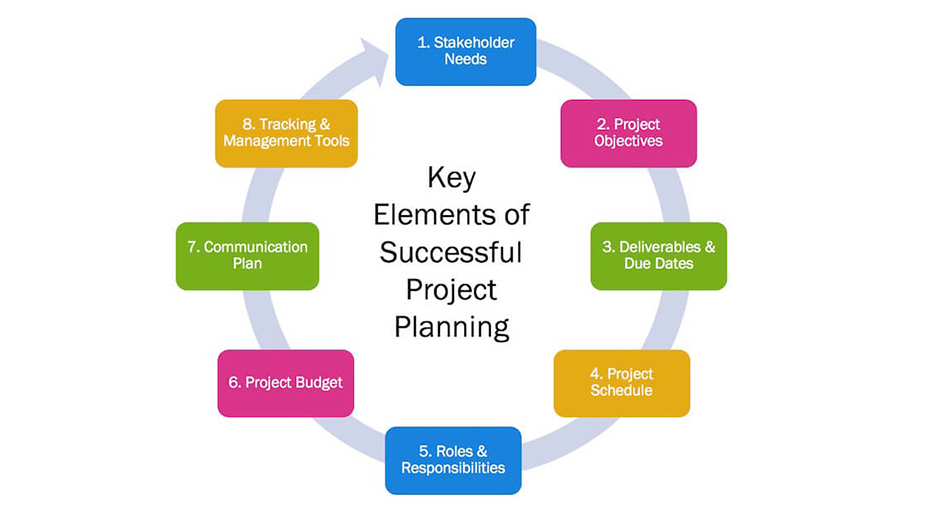 1. Stakeholder
Needs
2. Project
Objectives
3. Deliverables &
Due Dates
4. Project
Schedule
5. Roles &
Responsibilities
6. Project Budget
7. Communication
Plan
8. Tracking &
Management Tools
Key
Elements of
Successful
Project
Planning